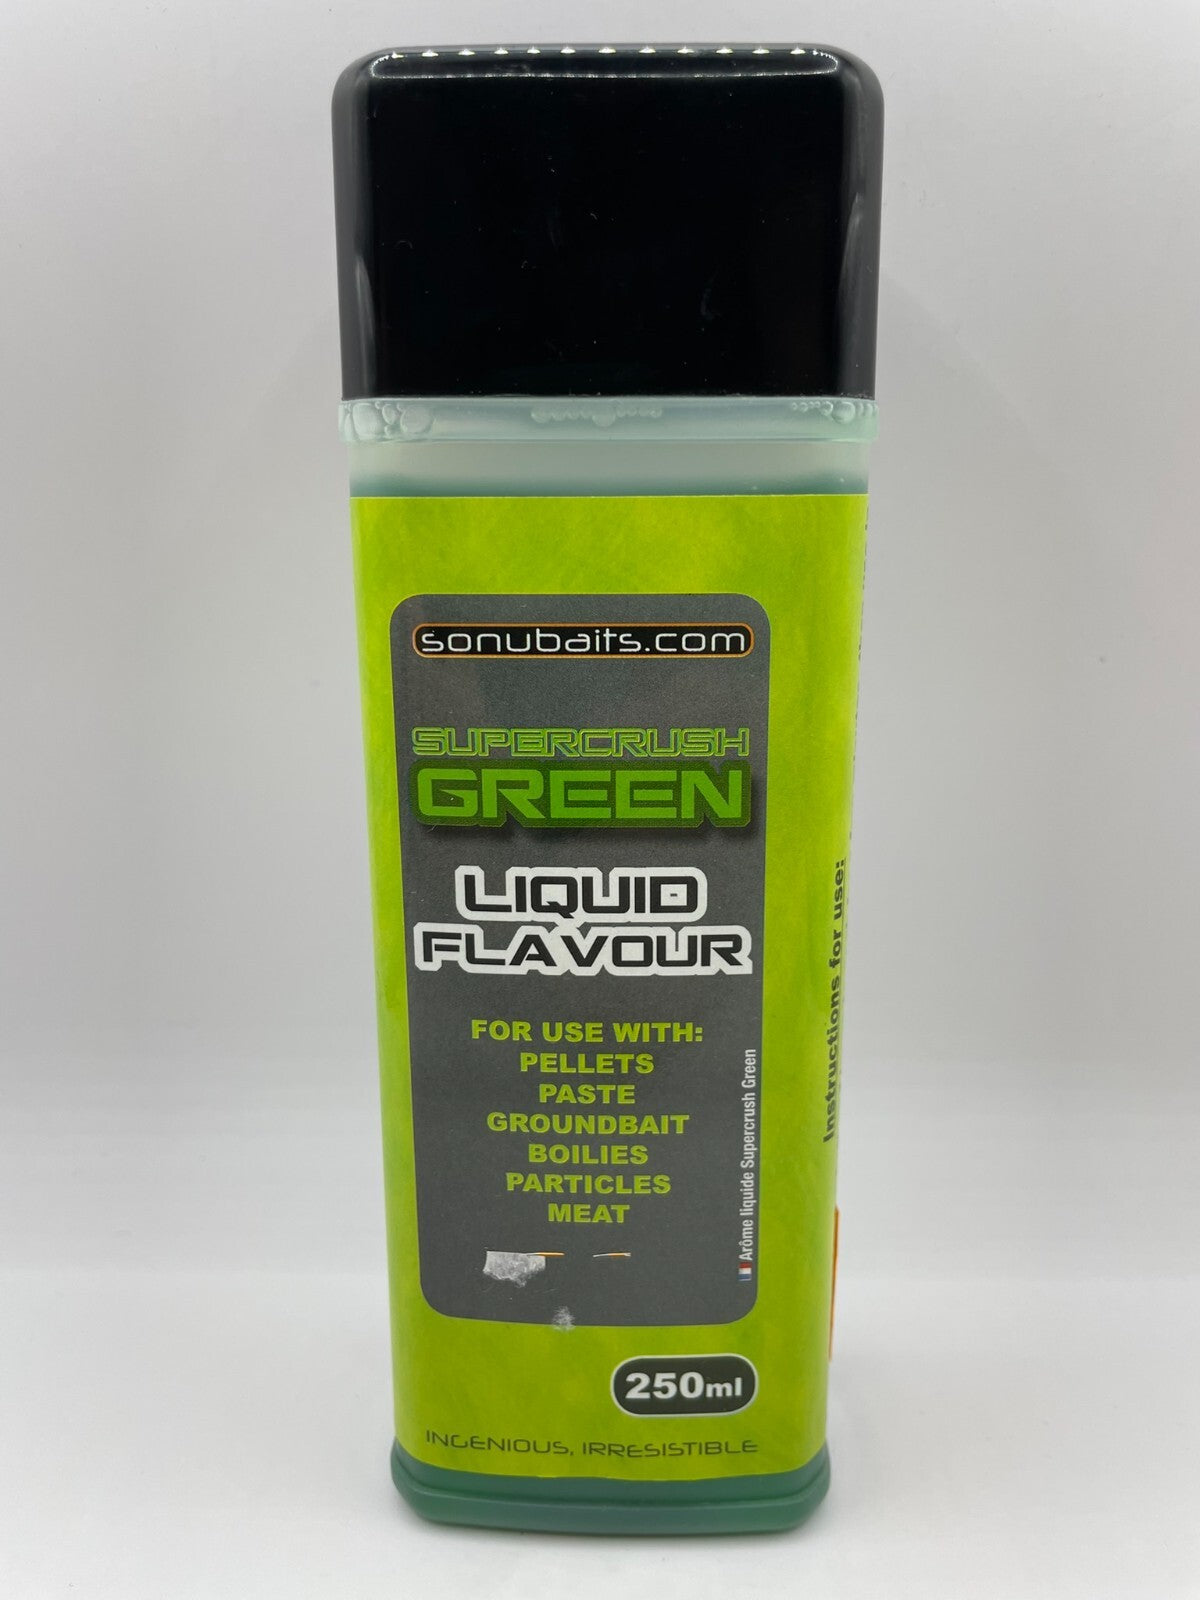 sonubaits.com
SUPERCRUSH
GREEN
LIQUID
FLAVOUR
FOR USE WITH:
PELLETS
PASTE
GROUNDBAIT
BOILIES
PARTICLES
MEAT
Arôme liquide Supercrush Green
250ml
INGENIOUS, IRRESISTIBLE
Instructions for use: